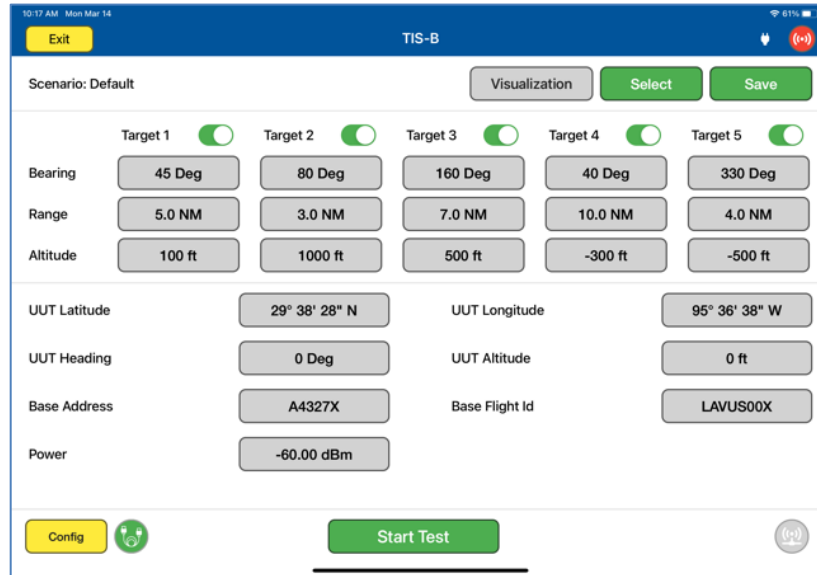 10:17 AM Mon Mar 14 61%
Exit TIS-B
Scenario: Default Visualization Select Save
Target 1 Target 2 Target 3 Target 4 Target 5
Bearing 45 Deg 80 Deg 160 Deg 40 Deg 330 Deg
Range 5.0 NM 3.0 NM 7.0 NM 10.0 NM 4.0 NM
Altitude 100 ft 1000 ft 500 ft -300 ft -500 ft
UUT Latitude 29° 38' 28" N UUT Longitude 95° 36' 38" W
UUT Heading 0 Deg UUT Altitude 0 ft
Base Address A4327X Base Flight Id LAVUS00X
Power -60.00 dBm
Config Start Test